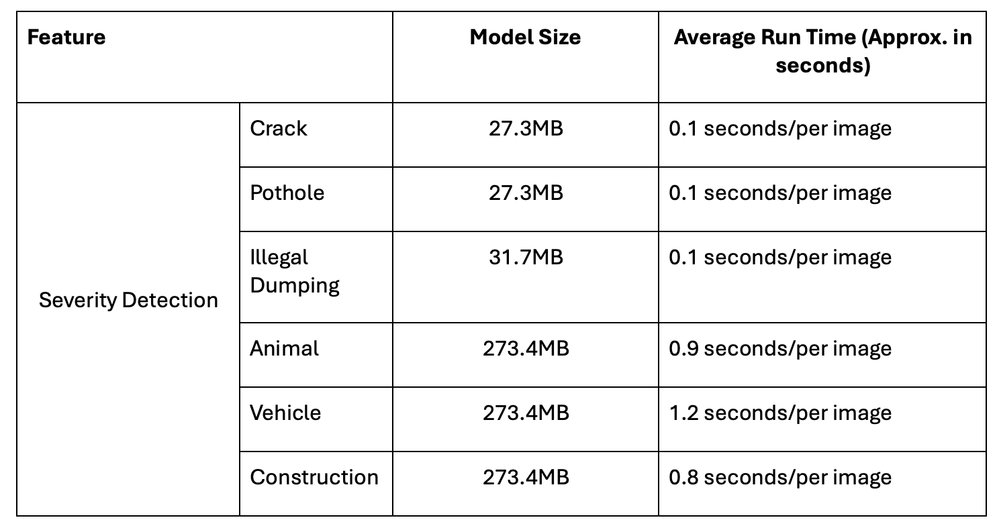 Feature
Model Size
Average Run Time (Approx. in
seconds)
Severity Detection
Crack
27.3MB
0.1 seconds/per image
Pothole
27.3MB
0.1 seconds/per image
Illegal
Dumping
31.7MB
0.1 seconds/per image
Animal
273.4MB
0.9 seconds/per image
Vehicle
273.4MB
1.2 seconds/per image
Construction
273.4MB
0.8 seconds/per image